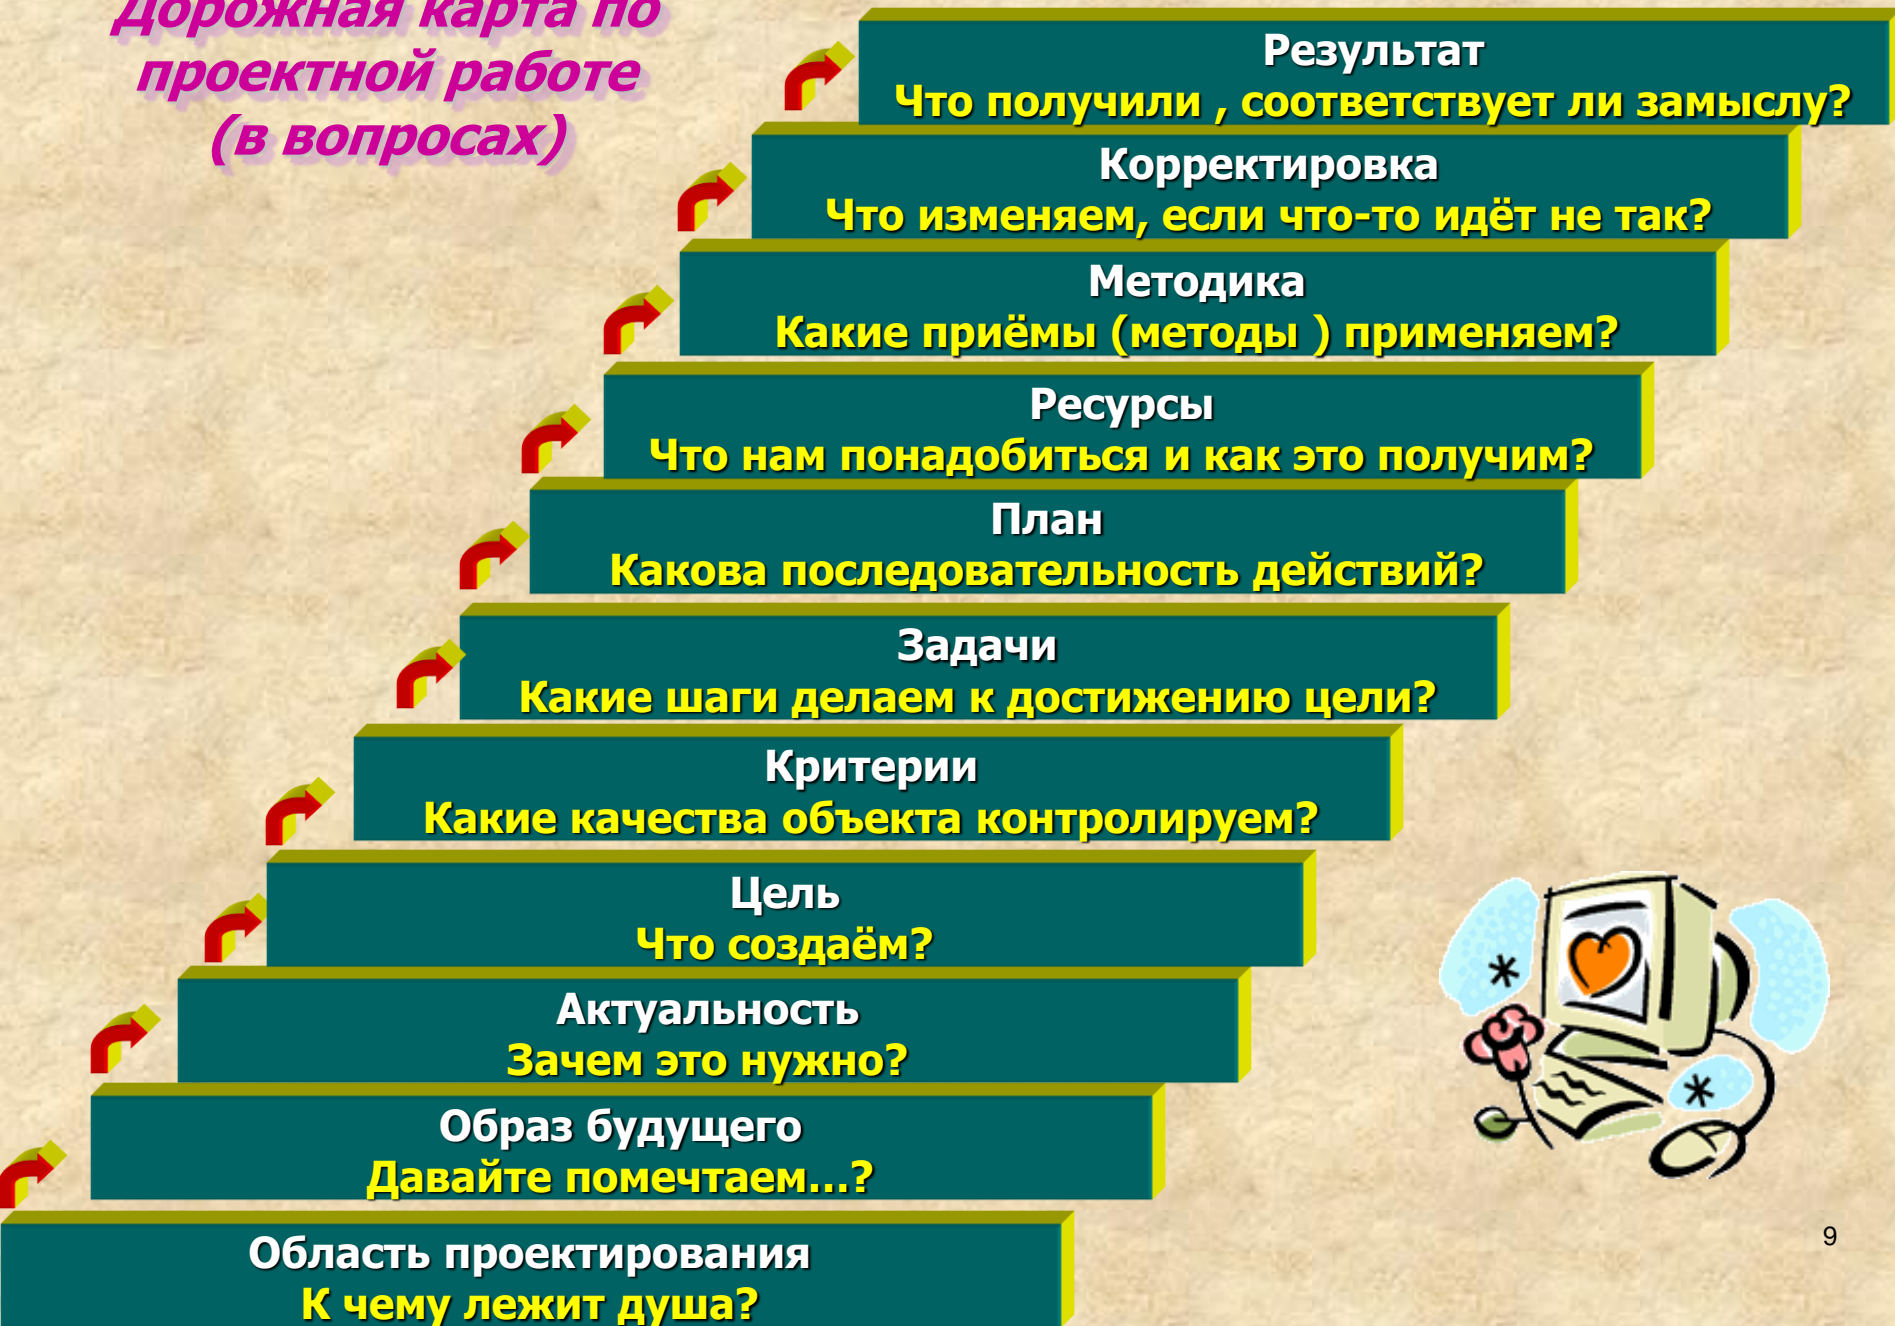 Дорожная карта по
проектной работе
(в вопросах)
Результат
Что получили , соответствует ли замыслу?
Корректировка
Что изменяем, если что-то идёт не так?
Методика
Какие приёмы (методы ) применяем?
Ресурсы
Что нам понадобиться и как это получим?
План
Какова последовательность действий?
Задачи
Какие шаги делаем к достижению цели?
Критерии
Какие качества объекта контролируем?
Цель
Что создаём?
Актуальность
Зачем это нужно?
Образ будущего
Давайте помечтаем...?
Область проектирования
К чему лежит душа?
9